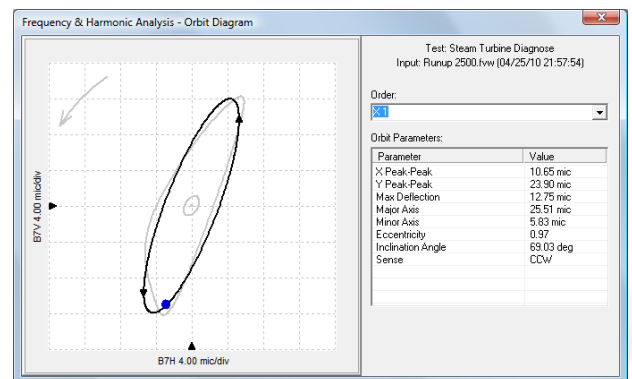 Frequency & Harmonic Analysis - Orbit Diagram
Test: Steam Turbine Diagnose
Input: Runup 2500.fvw (04/25/10 21:57:54)
Order:
X1
Orbit Parameters:
Parameter Value
X Peak-Peak 10.65 mic
Y Peak-Peak 23.90 mic
Max Deflection 12.75 mic
Major Axis 25.51 mic
Minor Axis 5.83 mic
Eccentricity 0.97
Inclination Angle 69.03 deg
Sense CCW
B7V 4.00 mic/div
B7H 4.00 mic/div